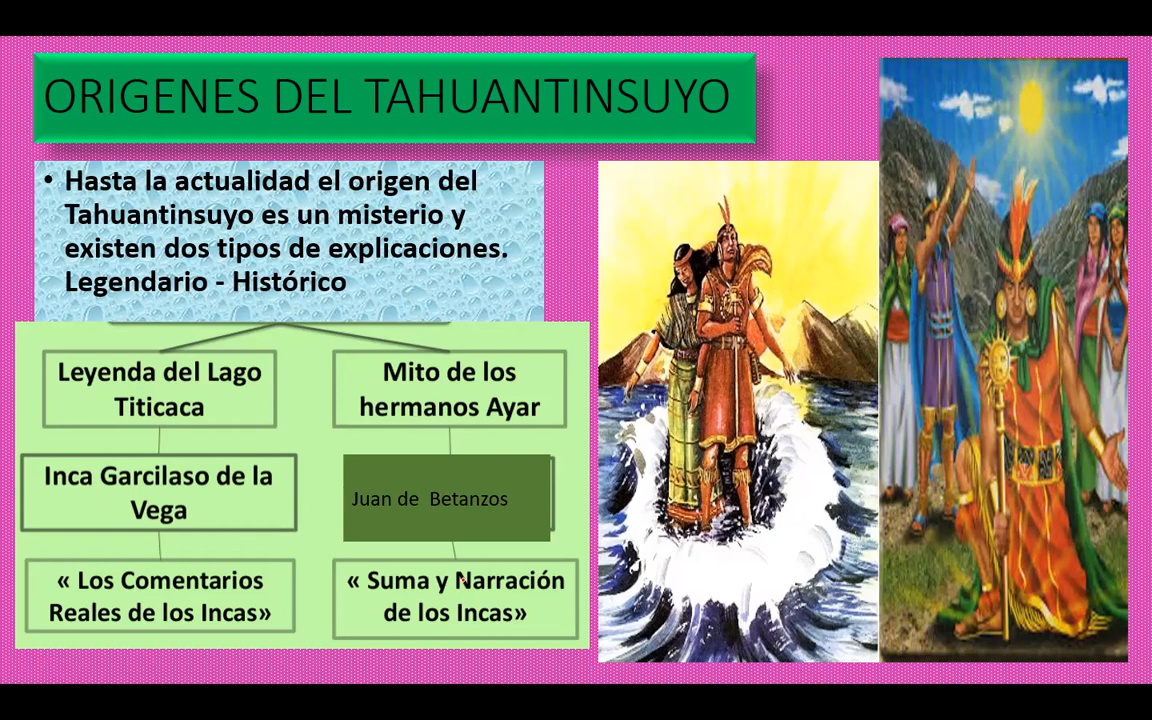 ORIGENES DEL TAHUANTINSUYO
• Hasta la actualidad el origen del
Tahuantinsuyo es un misterio y
existen dos tipos de explicaciones.
Legendario - Histórico
Leyenda del Lago
Titicaca
Mito de los
hermanos Ayar
Inca Garcilaso de la
Vega
Juan de  Betanzos
« Los Comentarios
Reales de los Incas»
« Suma y Narración
de los Incas»